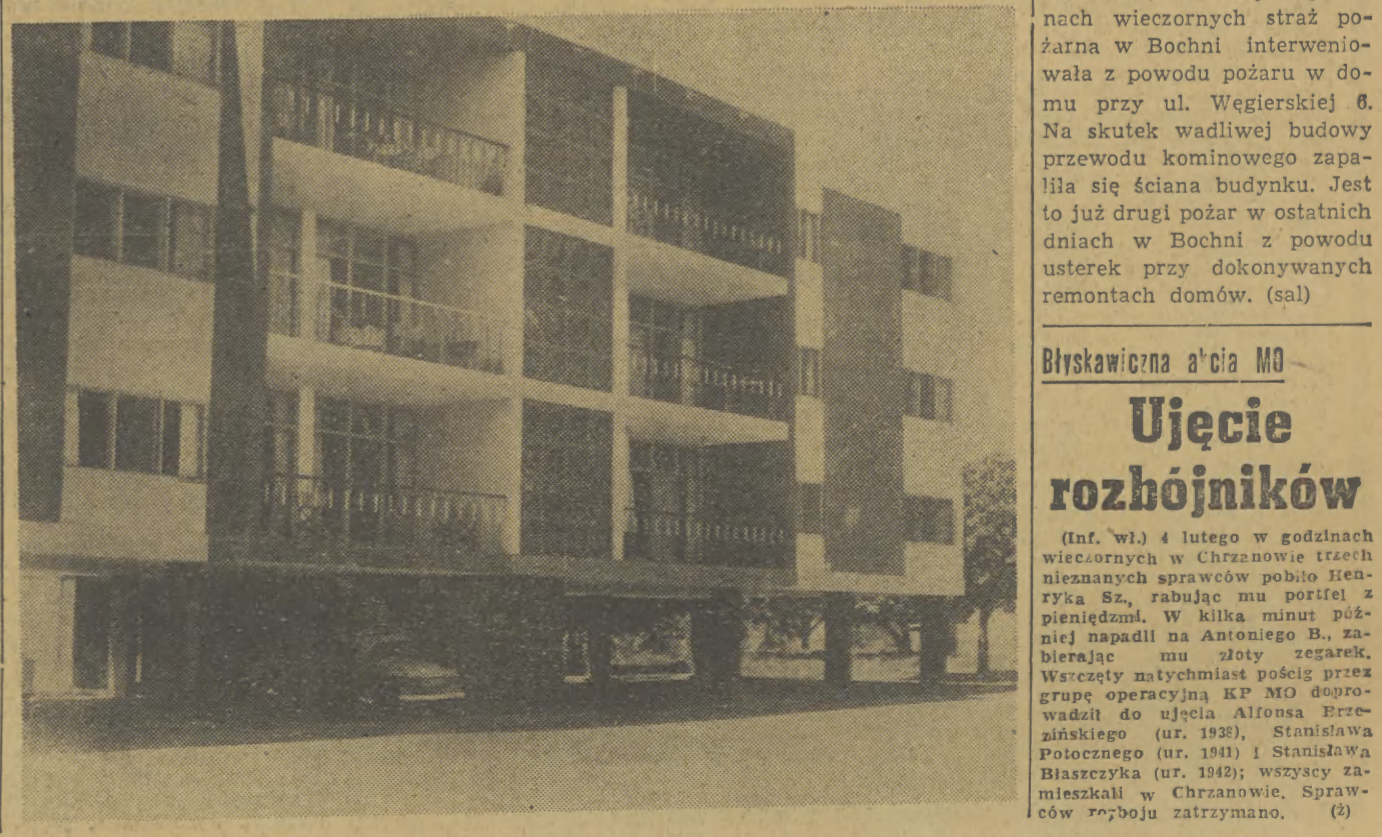 nach wieczornych straż po-
żarna w Bochni interwenio-
wała z powodu pożaru w do-
mu przy ul. Węgierskiej 6.
Na skutek wadliwej budowy
przewodu kominowego zapa-
liła się ściana budynku. Jest
to już drugi pożar w ostatnich
dniach w Bochni z powodu
usterek przy dokonywanych
remontach domów. (sal)
Błyskawiczna akcja MO
Ujęcie
rozbójników
(Inf. wł.) 4 lutego w godzinach
wieczornych w Chrzanowie trzech
nieznanych sprawców pobiło Hen-
ryka Sz., rabując mu portfel z
pieniędzmi. W kilka minut póź-
niej napadli na Antoniego B., za-
bierając mu złoty zegarek.
Wszczęty natychmiast pościg przez
grupę operacyjną KP MO dopro-
wadził do ujęcia Alfonsa Brze-
zińskiego (ur. 1938), Stanisława
Potocznego (ur. 1941) i Stanisława
Błaszczyka (ur. 1942); wszyscy za-
mieszkali w Chrzanowie. Spraw-
ców rozboju zatrzymano. (ż)